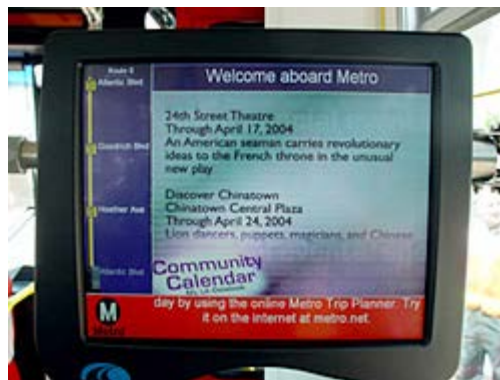 Route
Atlantic Blvd
Goodrich Blvd
Hoefner Ave
Atlantic Blvd
Welcome aboard Metro
24th Street Theatre
Through April 17, 2004
An American seaman carries revolutionary
ideas to the French throne in the unusual
new play
Discover Chinatown
Chinatown Central Plaza
Through April 24, 2004
Lion dancers, puppets, magicians, and Chinese
Community
Calendar
M
Metro
day by using the online Metro Trip Planner. Try
it on the internet at metro.net.